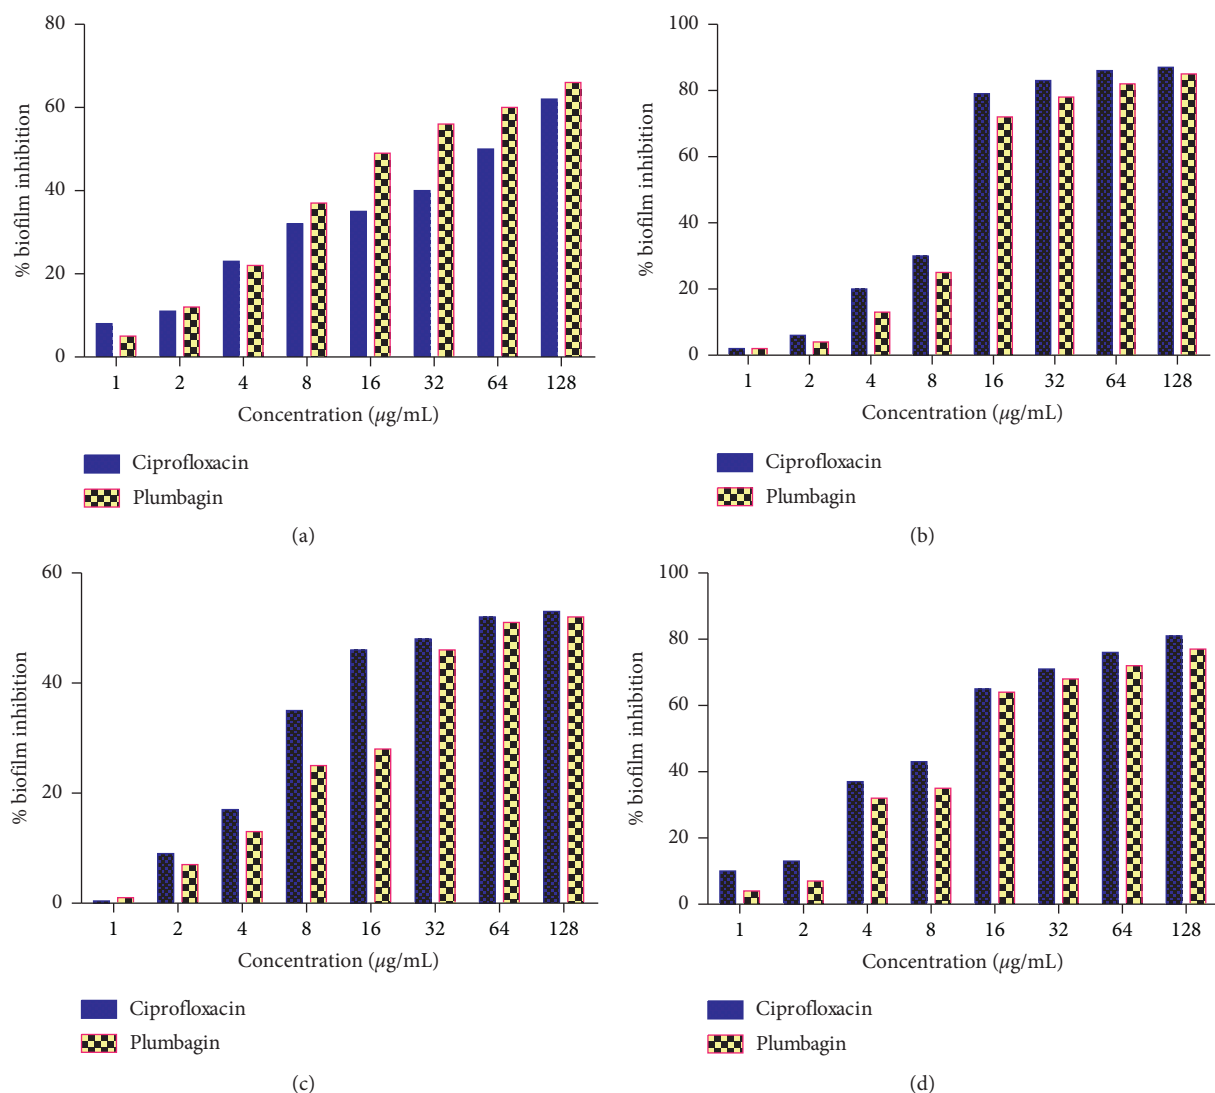 80
60
40
20
0
% biofilm inhibition
1 2 4 8 16 32 64 128
Concentration (μg/mL)
Ciprofloxacin
Plumbagin
(a)
100
80
60
40
20
0
% biofilm inhibition
1 2 4 8 16 32 64 128
Concentration (μg/mL)
Ciprofloxacin
Plumbagin
(b)
60
40
20
0
% biofilm inhibition
1 2 4 8 16 32 64 128
Concentration (μg/mL)
Ciprofloxacin
Plumbagin
(c)
100
80
60
40
20
0
% biofilm inhibition
1 2 4 8 16 32 64 128
Concentration (μg/mL)
Ciprofloxacin
Plumbagin
(d)